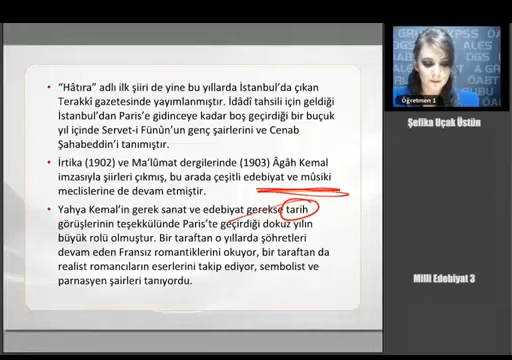 • "Hâtıra" adlı ilk şiiri de yine bu yıllarda İstanbul'da çıkan
Terakkî gazetesinde yayımlanmıştır. İdâdî tahsili için geldiği
İstanbul'dan Paris'e gidinceye kadar boş geçirdiği bir buçuk
yıl içinde Servet-i Fünûn'un genç şairlerini ve Cenab
Şahabeddin'i tanımıştır.
• İrtika (1902) ve Ma'lûmat dergilerinde (1903) Âgâh Kemal
imzasıyla şiirleri çıkmış, bu arada çeşitli edebiyat ve mûsiki
meclislerine de devam etmiştir.
• Yahya Kemal'in gerek sanat ve edebiyat gerekse tarih
görüşlerinin teşekkülünde Paris'te geçirdiği dokuz yılın
büyük rolü olmuştur. Bir taraftan o yıllarda şöhretleri
devam eden Fransız romantiklerini okuyor, bir taraftan da
realist romancıların eserlerini takip ediyor, sembolist ve
parnasyen şairleri tanıyordu.
Öğretmen 1
Şefika Uçak Üstün
Milli Edebiyat 3